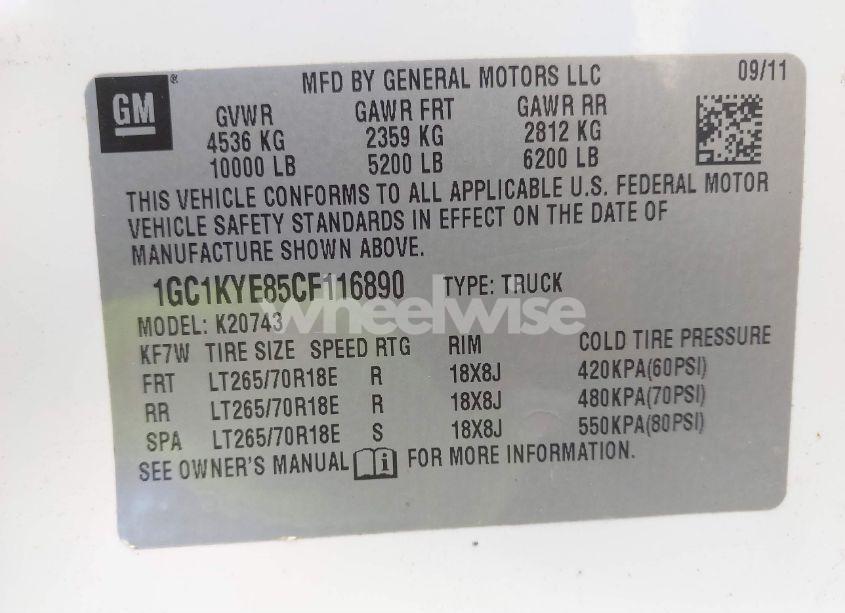 GM®
MFD BY GENERAL MOTORS LLC 09/11
GVWR GAWR FRT GAWR RR
4536 KG 2359 KG 2812 KG
10000 LB 5200 LB 6200 LB
THIS VEHICLE CONFORMS TO ALL APPLICABLE U.S. FEDERAL MOTOR
VEHICLE SAFETY STANDARDS IN EFFECT ON THE DATE OF
MANUFACTURE SHOWN ABOVE.
1GC1KYE85CF116890 TYPE: TRUCK
wheelwise
MODEL: K20743
KF7W TIRE SIZE SPEED RTG RIM COLD TIRE PRESSURE
FRT LT265/70R18E R 18X8J 420KPA(60PSI)
RR LT265/70R18E R 18X8J 480KPA(70PSI)
SPA LT265/70R18E S 18X8J 550KPA(80PSI)
SEE OWNER'S MANUAL i FOR MORE INFORMATION.